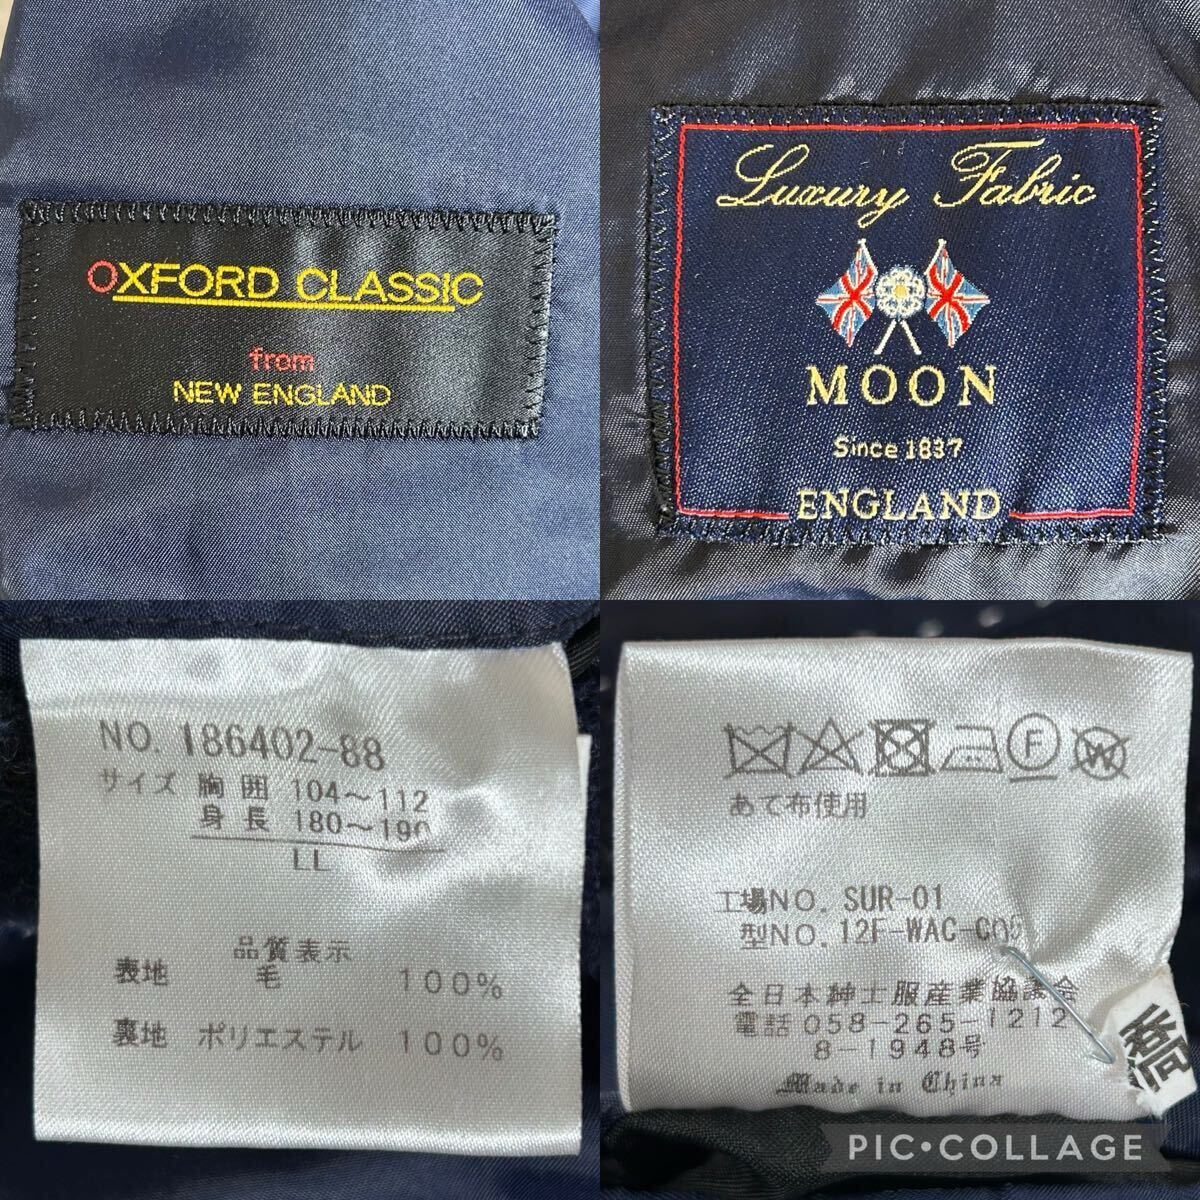 OXFORD CLASSIC
from
NEW ENGLAND
Luxury Fabric
MOON
Since 1837
ENGLAND
NO. 186402-88
サイズ 胸囲 104～112
身長 180～190
LL
品質表示
表地 毛 100%
裏地 ポリエステル 100%
F W
あて布使用
工場NO. SUR-01
型NO. 12F-WAC-C05
全日本紳士服産業協議会
電話 058-265-1212
8-1948号
Made in China
PIC•COLLAGE